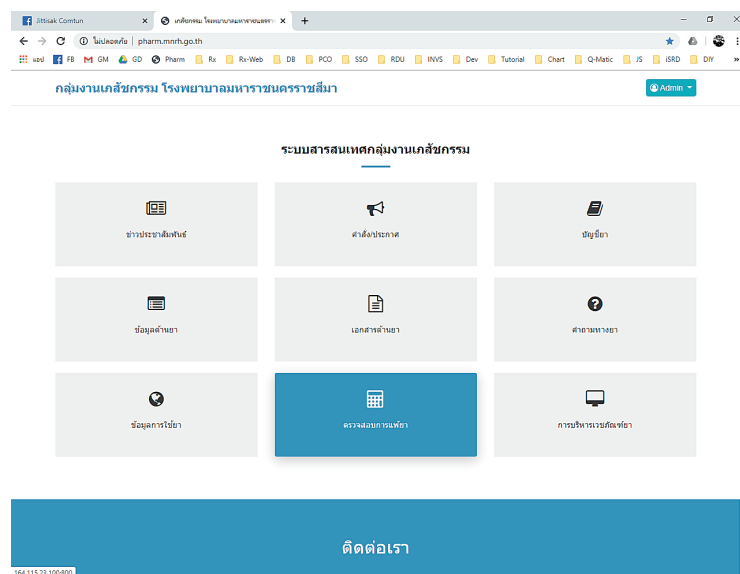 Jittisak Comtun
เภสัชกรรม โรงพยาบาลมหาราชนครรา
ไม่ปลอดภัย | pharm.mnrh.go.th
แอป FB GM GD Pharm Rx Rx-Web DB PCO SSO RDU INVS Dev Tutorial Chart Q-Matic JS iSRD DIY »
กลุ่มงานเภสัชกรรม โรงพยาบาลมหาราชนครราชสีมา
Admin
ระบบสารสนเทศกลุ่มงานเภสัชกรรม
ข่าวประชาสัมพันธ์
คำสั่ง/ประกาศ
บัญชียา
ข้อมูลด้านยา
เอกสารด้านยา
คำถามทางยา
ข้อมูลการใช้ยา
ตรวจสอบการแพ้ยา
การบริหารเวชภัณฑ์ยา
ติดต่อเรา
164.115.23.100:800